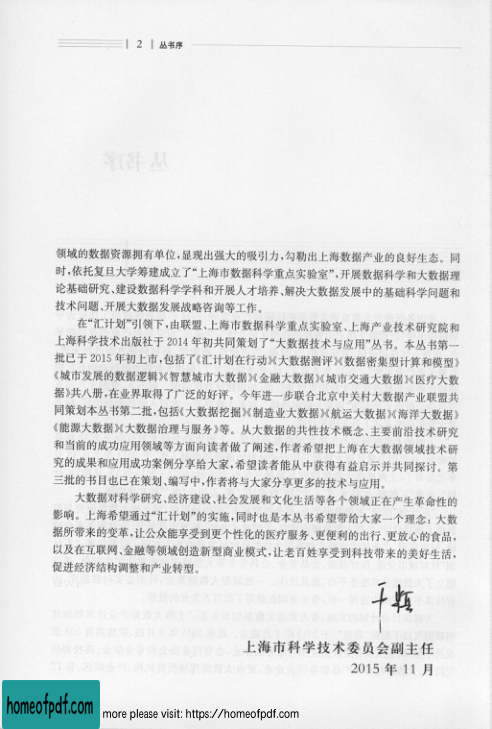 2 丛书序
领域的数据资源拥有单位,显现出强大的吸引力,勾勒出上海数据产业的良好生态。同
时,依托复旦大学筹建成立了“上海市数据科学重点实验室”,开展数据科学和大数据理
论基础研究、建设数据科学学科和开展人才培养、解决大数据发展中的基础科学问题和
技术问题、开展大数据发展战略咨询等工作。
在“汇计划”引领下,由联盟、上海市数据科学重点实验室、上海产业技术研究院和
上海科学技术出版社于 2014 年初共同策划了“大数据技术与应用”丛书。本丛书第一
批已于 2015 年初上市,包括了《汇计划在行动》《大数据测评》《数据密集型计算和模型》
《城市发展的数据逻辑》《智慧城市大数据》《金融大数据》《城市交通大数据》《医疗大数
据》共八册,在业界取得了广泛的好评。今年进一步联合北京中关村大数据产业联盟共
同策划本丛书第二批,包括《大数据挖掘》《制造业大数据》《航运大数据》《海洋大数据》
《能源大数据》《大数据治理与服务》等。从大数据的共性技术概念、主要前沿技术研究
和当前的成功应用领域等方面向读者做了阐述,作者希望把上海在大数据领域技术研
究的成果和应用成功案例分享给大家,希望读者能从中获得有益启示并共同探讨。第
三批的书目也已在策划、编写中,作者将与大家分享更多的技术与应用。
大数据对科学研究、经济建设、社会发展和文化生活等各个领域正在产生革命性的
影响。上海希望通过“汇计划”的实施,同时也是本丛书希望带给大家一个理念:大数
据所带来的变革,让公众能享受到更个性化的医疗服务、更便利的出行、更放心的食品,
以及在互联网、金融等领域创造新型商业模式,让老百姓享受到科技带来的美好生活,
促进经济结构调整和产业转型。
干频
上海市科学技术委员会副主任
2015 年 11 月
homeofpdf.com
more please visit: https://homeofpdf.com